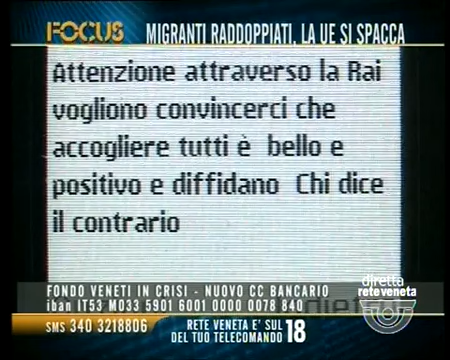 FOCUS MIGRANTI RADDOPPIATI, LA UE SI SPACCA
Attenzione attraverso la Rai
vogliono convincerci che
accogliere tutti è bello e
positivo e diffidano Chi dice
il contrario
FONDO VENETI IN CRISI - NUOVO CC BANCARIO
iban IT53 M033 5901 6001 0000 0078 840
diretta
reteveneta
SMS 340 3218806
RETE VENETA E' SUL
DEL TUO TELECOMANDO 18